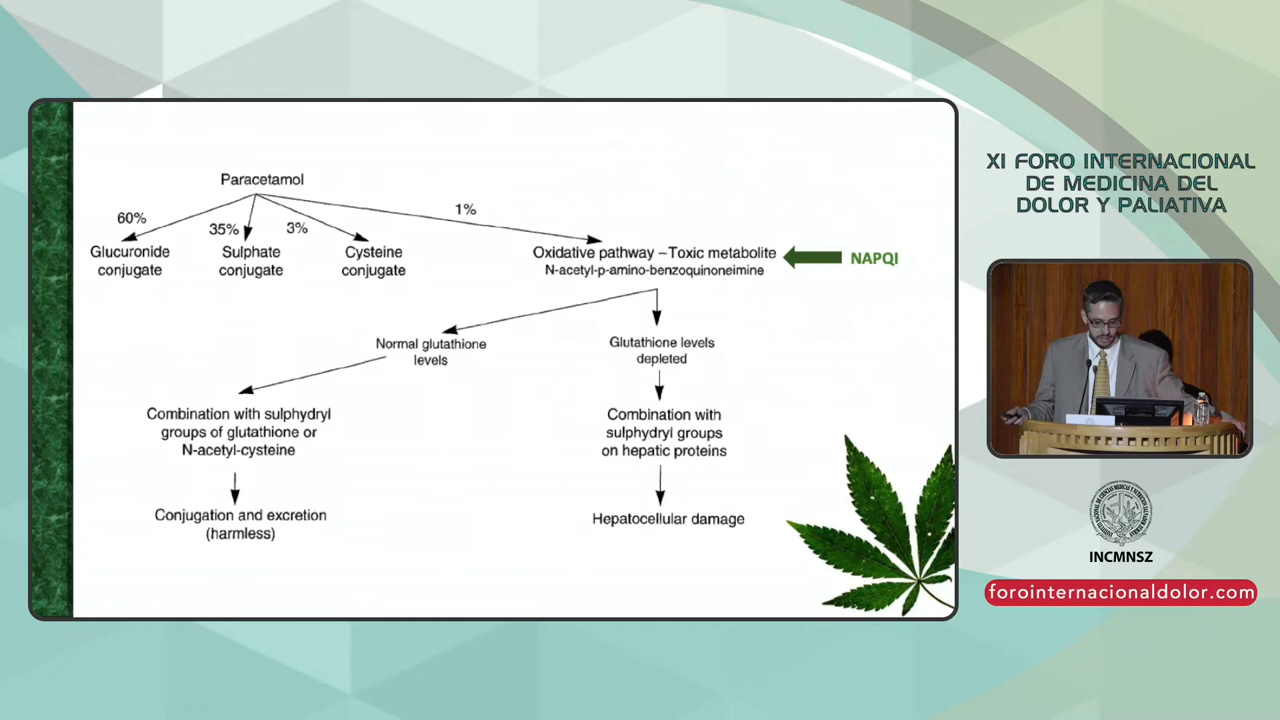 Paracetamol
60%
35%
3%
1%
Glucuronide
conjugate
Sulphate
conjugate
Cysteine
conjugate
Oxidative pathway – Toxic metabolite
N-acetyl-p-amino-benzoquinoneimine
NAPQI
Normal glutathione
levels
Glutathione levels
depleted
Combination with sulphydryl
groups of glutathione or
N-acetyl-cysteine
Combination with
sulphydryl groups
on hepatic proteins
Conjugation and excretion
(harmless)
Hepatocellular damage
XI FORO INTERNACIONAL
DE MEDICINA DEL
DOLOR Y PALIATIVA
INCMNSZ
forointernacionaldolor.com